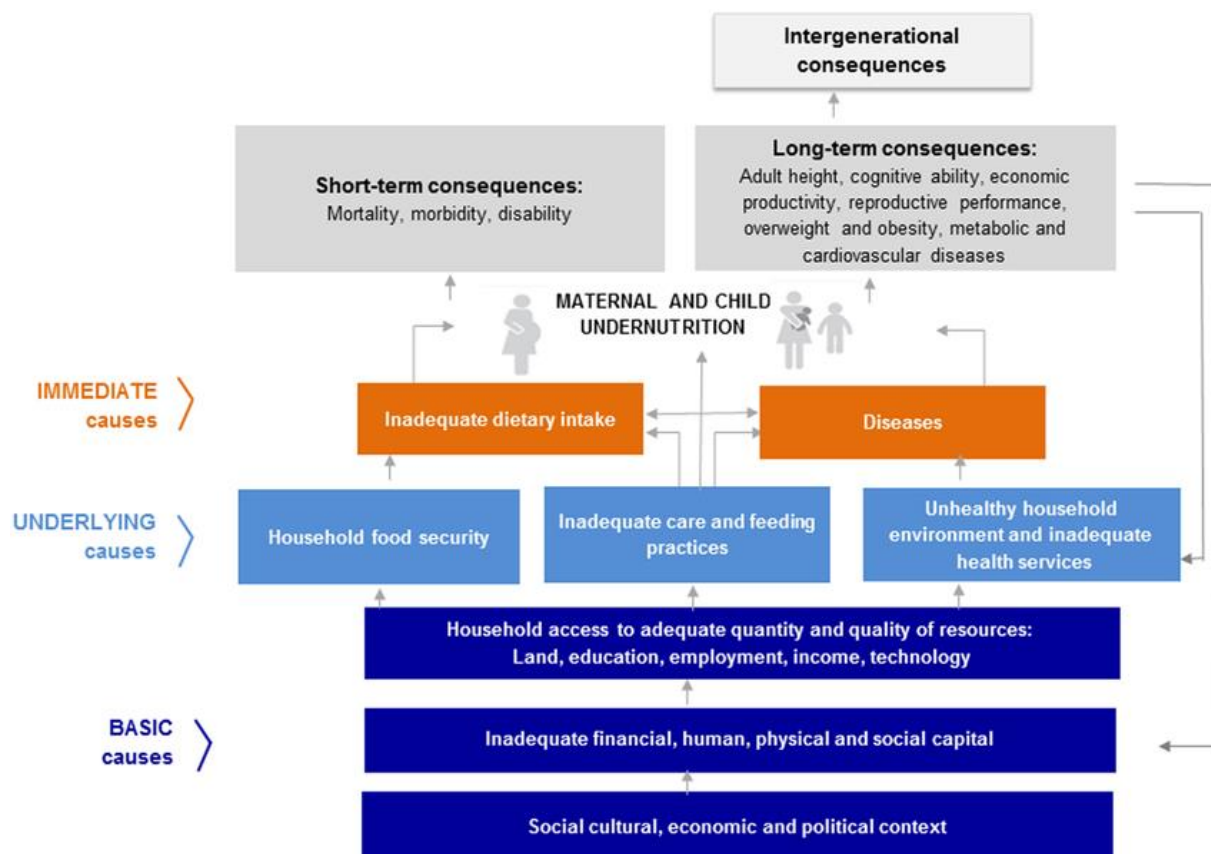 Intergenerational
consequences
Short-term consequences:
Mortality, morbidity, disability
Long-term consequences:
Adult height, cognitive ability, economic
productivity, reproductive performance,
overweight and obesity, metabolic and
cardiovascular diseases
MATERNAL AND CHILD
UNDERNUTRITION
IMMEDIATE
causes
Inadequate dietary intake
Diseases
UNDERLYING
causes
Household food security
Inadequate care and feeding
practices
Unhealthy household
environment and inadequate
health services
BASIC
causes
Household access to adequate quantity and quality of resources:
Land, education, employment, income, technology
Inadequate financial, human, physical and social capital
Social cultural, economic and political context